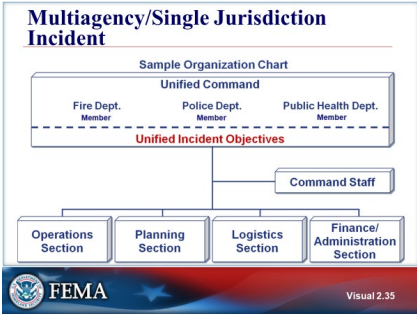 Multiagency/Single Jurisdiction
Incident
Sample Organization Chart
Unified Command
Fire Dept.
Member
Police Dept.
Member
Public Health Dept.
Member
Unified Incident Objectives
Command Staff
Operations
Section
Planning
Section
Logistics
Section
Finance/
Administration
Section
FEMA
Visual 2.35